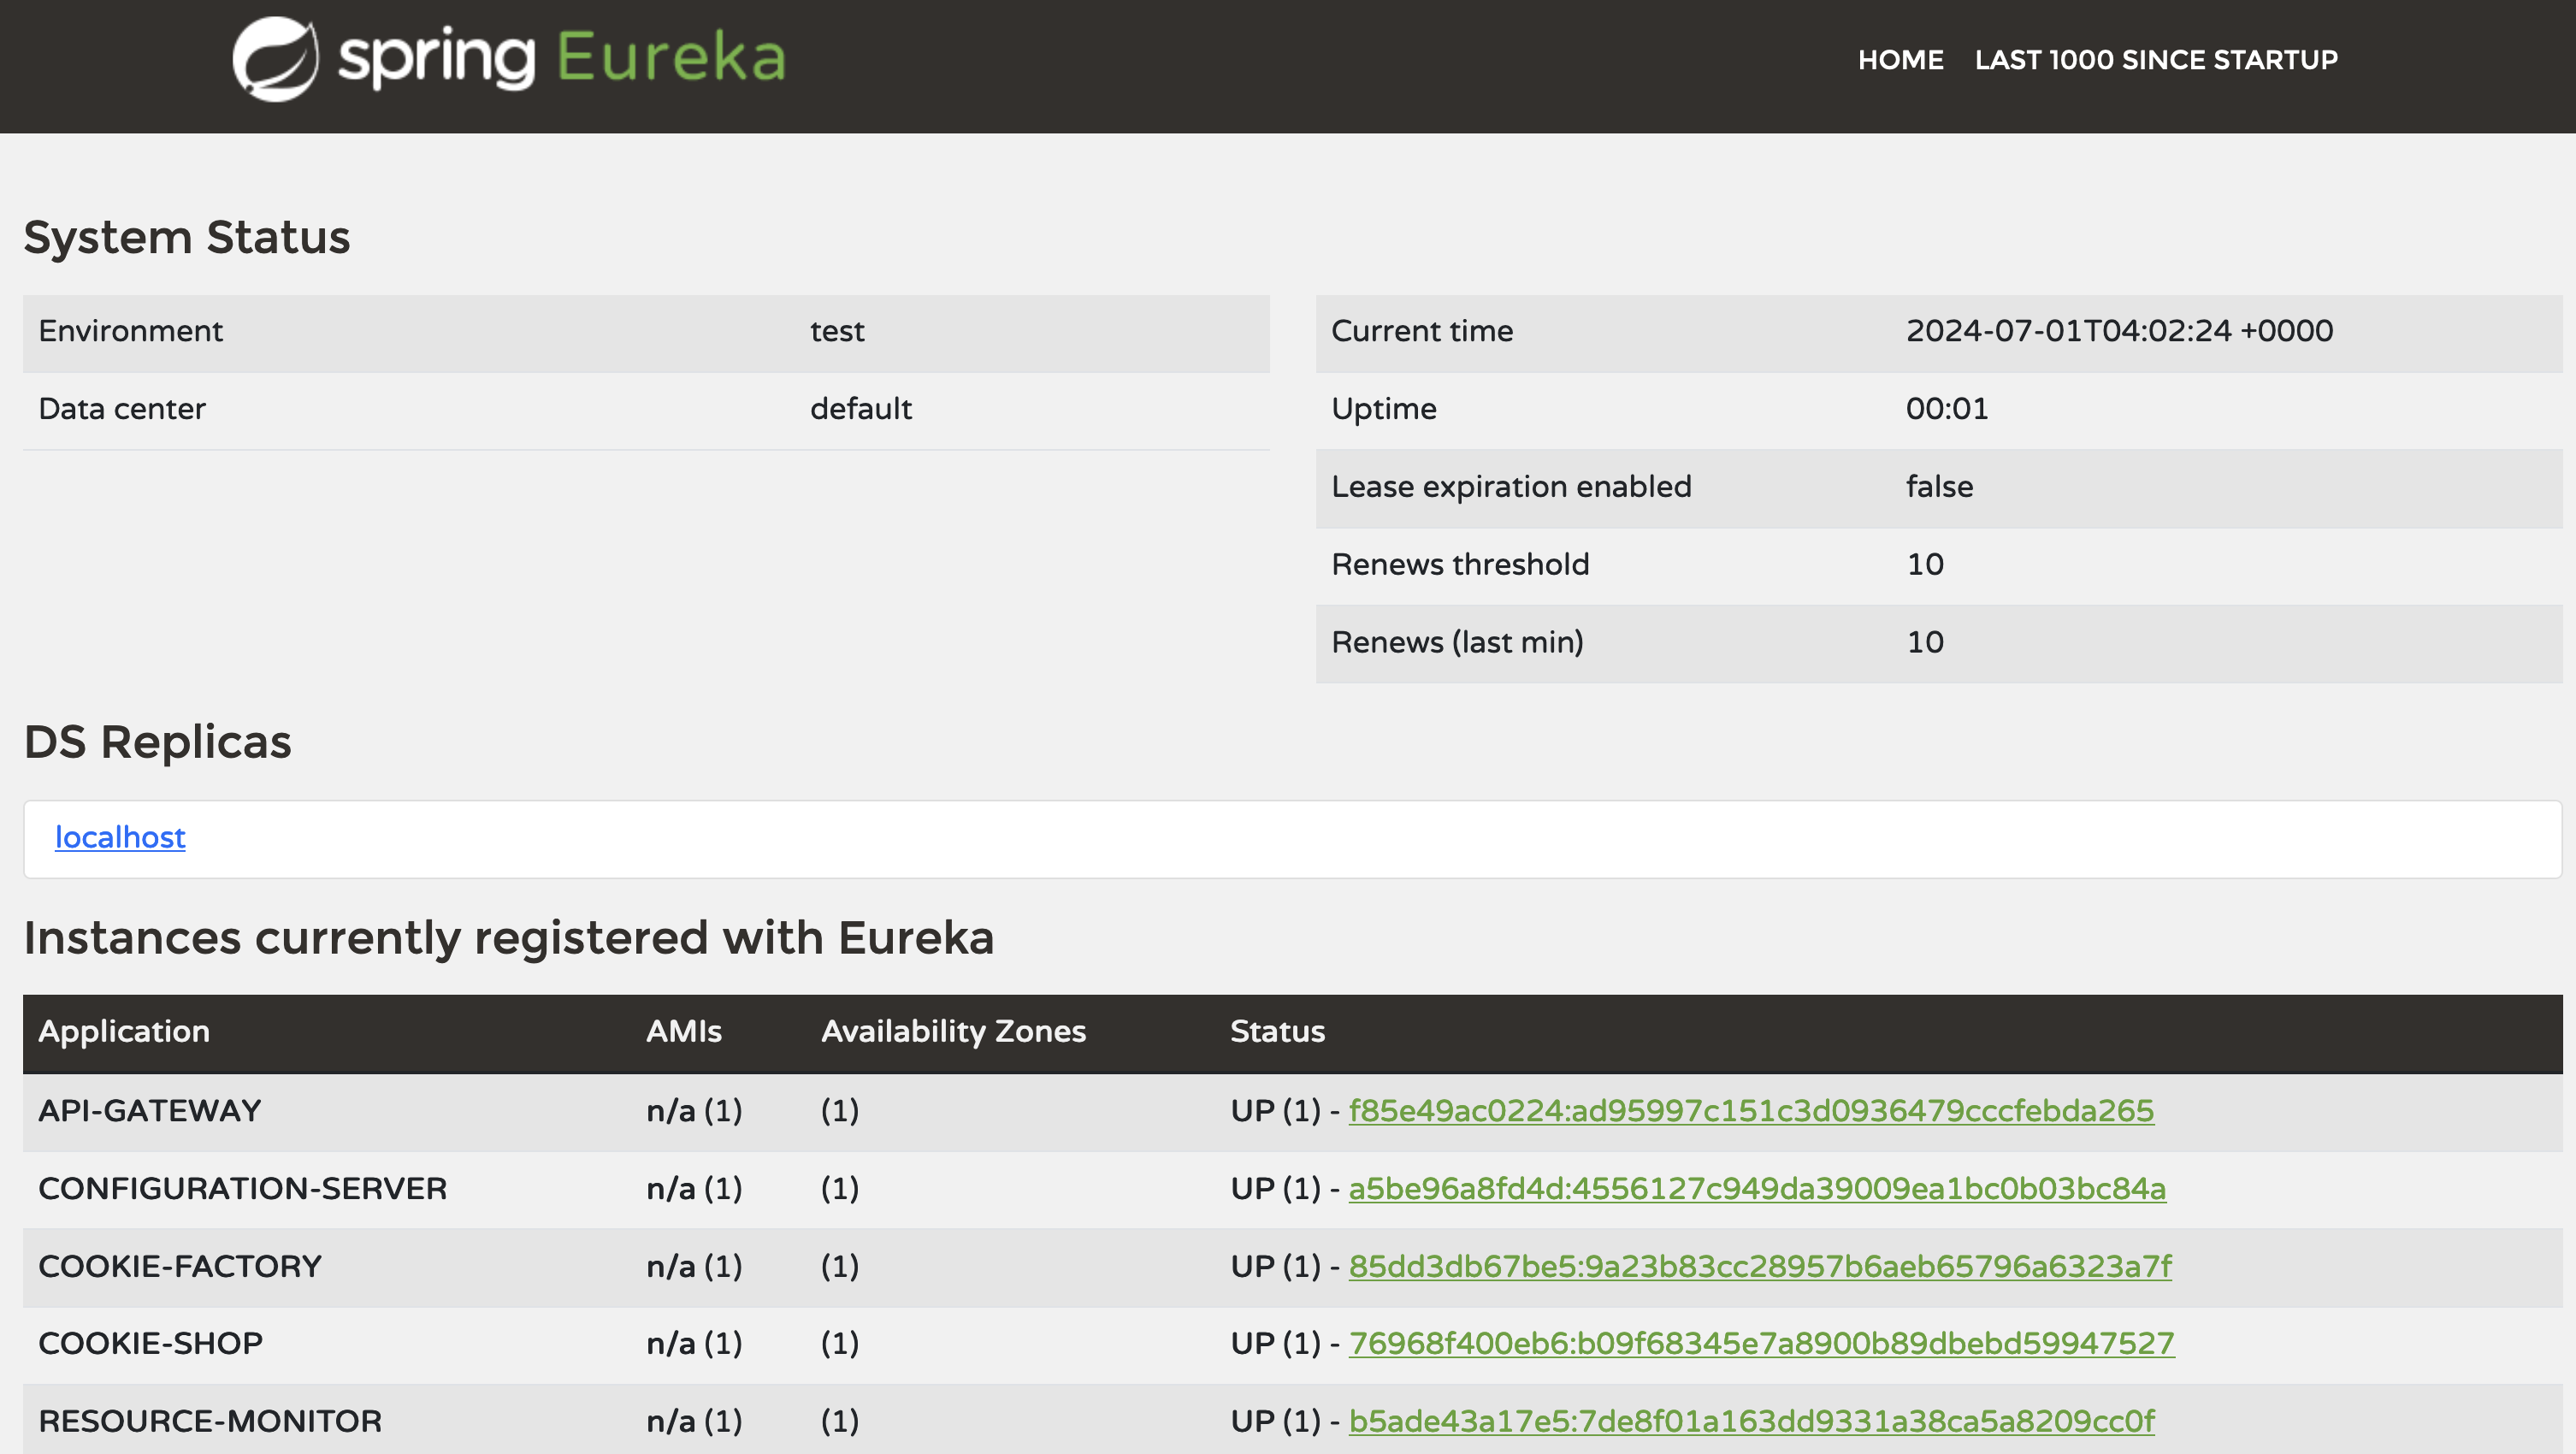 spring Eureka
HOME LAST 1000 SINCE STARTUP
System Status
Environment test
Data center default
Current time 2024-07-01T04:02:24 +0000
Uptime 00:01
Lease expiration enabled false
Renews threshold 10
Renews (last min) 10
DS Replicas
localhost
Instances currently registered with Eureka
Application AMIs Availability Zones Status
API-GATEWAY n/a (1) (1) UP (1) - f85e49ac0224:ad95997c151c3d0936479cccfebda265
CONFIGURATION-SERVER n/a (1) (1) UP (1) - a5be96a8fd4d:4556127c949da39009ea1bc0b03bc84a
COOKIE-FACTORY n/a (1) (1) UP (1) - 85dd3db67be5:9a23b83cc28957b6aeb65796a6323a7f
COOKIE-SHOP n/a (1) (1) UP (1) - 76968f400eb6:b09f68345e7a8900b89dbebd59947527
RESOURCE-MONITOR n/a (1) (1) UP (1) - b5ade43a17e5:7de8f01a163dd9331a38ca5a8209cc0f